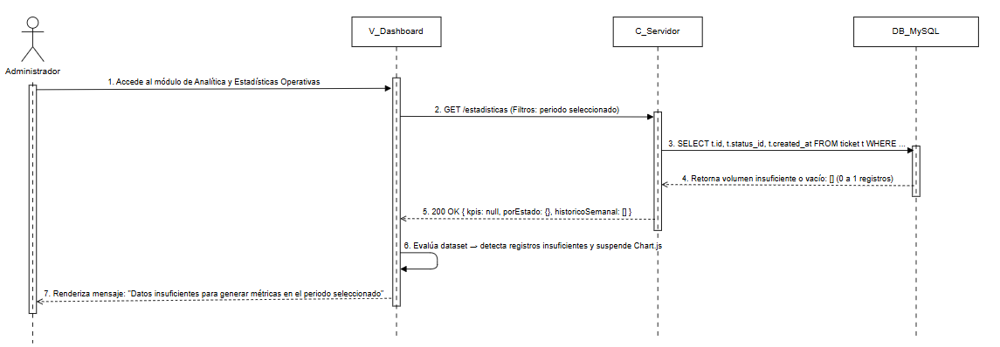 V_Dashboard
C_Servidor
DB_MySQL
Administrador
1. Accede al módulo de Analítica y Estadísticas Operativas
2. GET /estadisticas (Filtros: periodo seleccionado)
3. SELECT t.id, t.status_id, t.created_at FROM ticket t WHERE ...
4. Retorna volumen insuficiente o vacío: [] (0 a 1 registros)
5. 200 OK { kpis: null, porEstado: {}, historicoSemanal: [] }
6. Evalúa dataset → detecta registros insuficientes y suspende Chart.js
7. Renderiza mensaje: "Datos insuficientes para generar métricas en el periodo seleccionado"